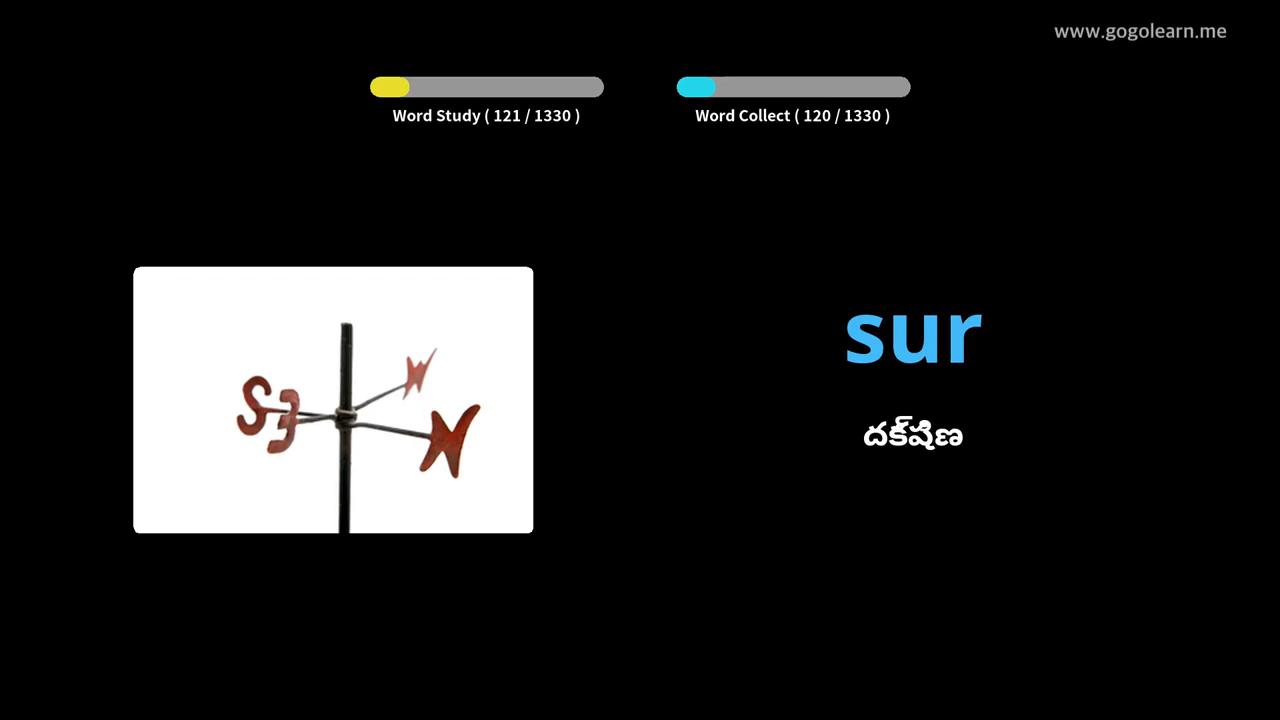 www.gogolearn.me
Word Study ( 121 / 1330 )
Word Collect ( 120 / 1330 )
sur
దక్షిణ
S E W N